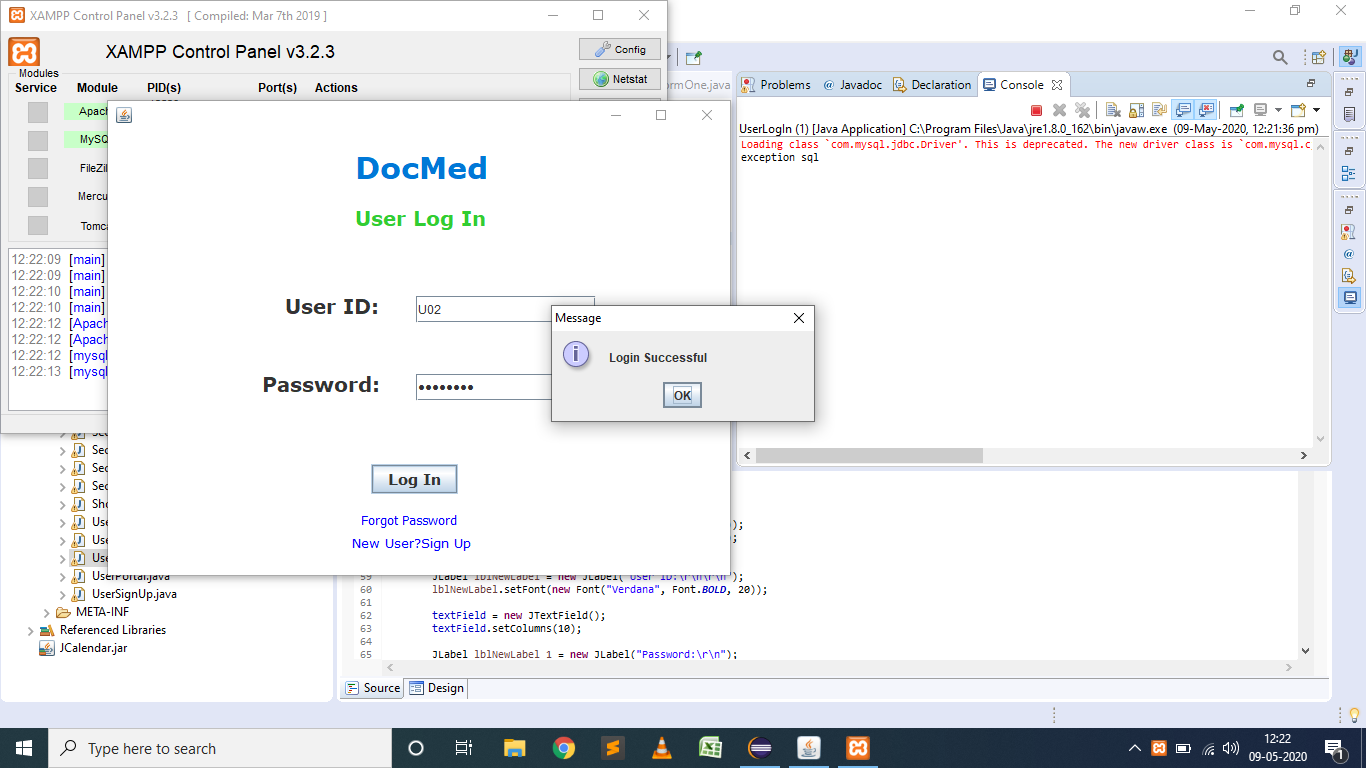 XAMPP Control Panel v3.2.3 [ Compiled: Mar 7th 2019 ]
XAMPP Control Panel v3.2.3
Config
Netstat
Modules
Service Module PID(s) Port(s) Actions
Apach
MySQ
FileZil
Mercu
Tomca
12:22:09 [main]
12:22:09 [main]
12:22:10 [main]
12:22:10 [main]
12:22:12 [Apach
12:22:12 [Apach
12:22:12 [mysq
12:22:13 [mysq
DocMed
User Log In
User ID:
U02
Password:
••••••••
Log In
Forgot Password
New User?Sign Up
Message
Login Successful
OK
ormOne.java
Problems @ Javadoc Declaration Console
UserLogIn (1) [Java Application] C:\Program Files\Java\jre1.8.0_162\bin\javaw.exe (09-May-2020, 12:21:36 pm)
Loading class `com.mysql.jdbc.Driver'. This is deprecated. The new driver class is `com.mysql.c
exception sql
Sec
Sec
Sec
Sho
Use
Use
Use
UserPortal.java
UserSignUp.java
META-INF
Referenced Libraries
JCalendar.jar
);
;
59 JLabel lblNewLabel = new JLabel("User ID:\r\n\r\n");
60 lblNewLabel.setFont(new Font("Verdana", Font.BOLD, 20));
61
62 textField = new JTextField();
63 textField.setColumns(10);
64
65 JLabel lblNewLabel_1 = new JLabel("Password:\r\n");
Source Design
Type here to search
12:22
09-05-2020
1